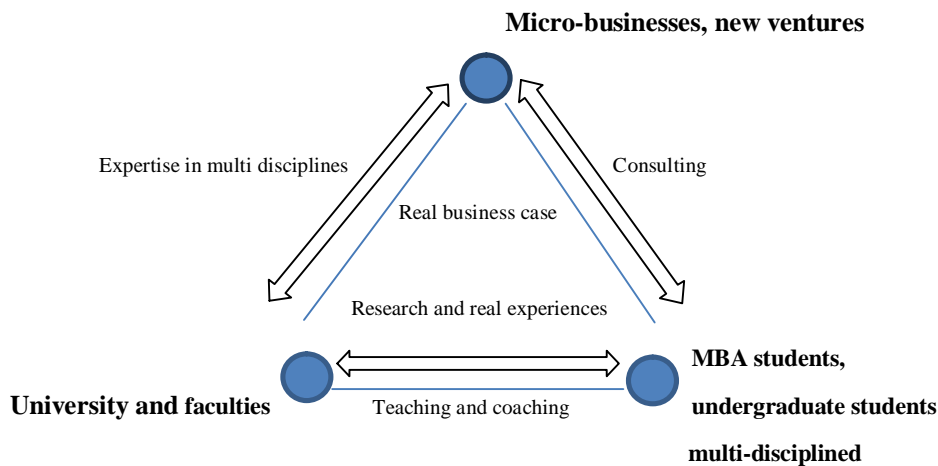 Micro-businesses, new ventures
Expertise in multi disciplines
Consulting
Real business case
Research and real experiences
MBA students,
undergraduate students
multi-disciplined
University and faculties
Teaching and coaching